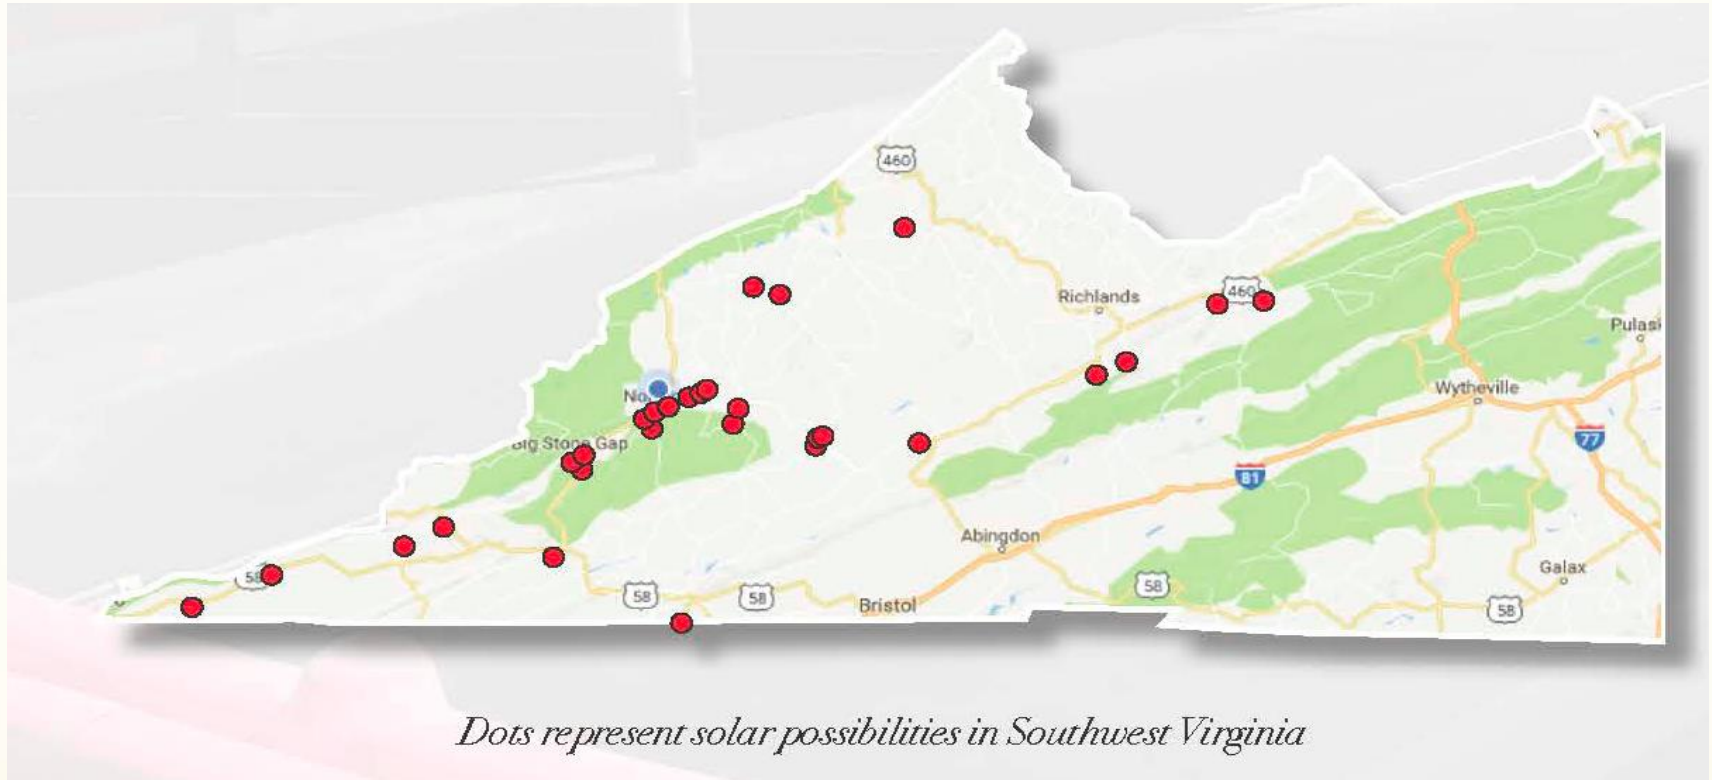 460
Richlands
460
Pulaski
Wytheville
Big Stone Gap
77
81
Abingdon
Galax
58
58
58
58
58
Bristol
Dots represent solar possibilities in Southwest Virginia